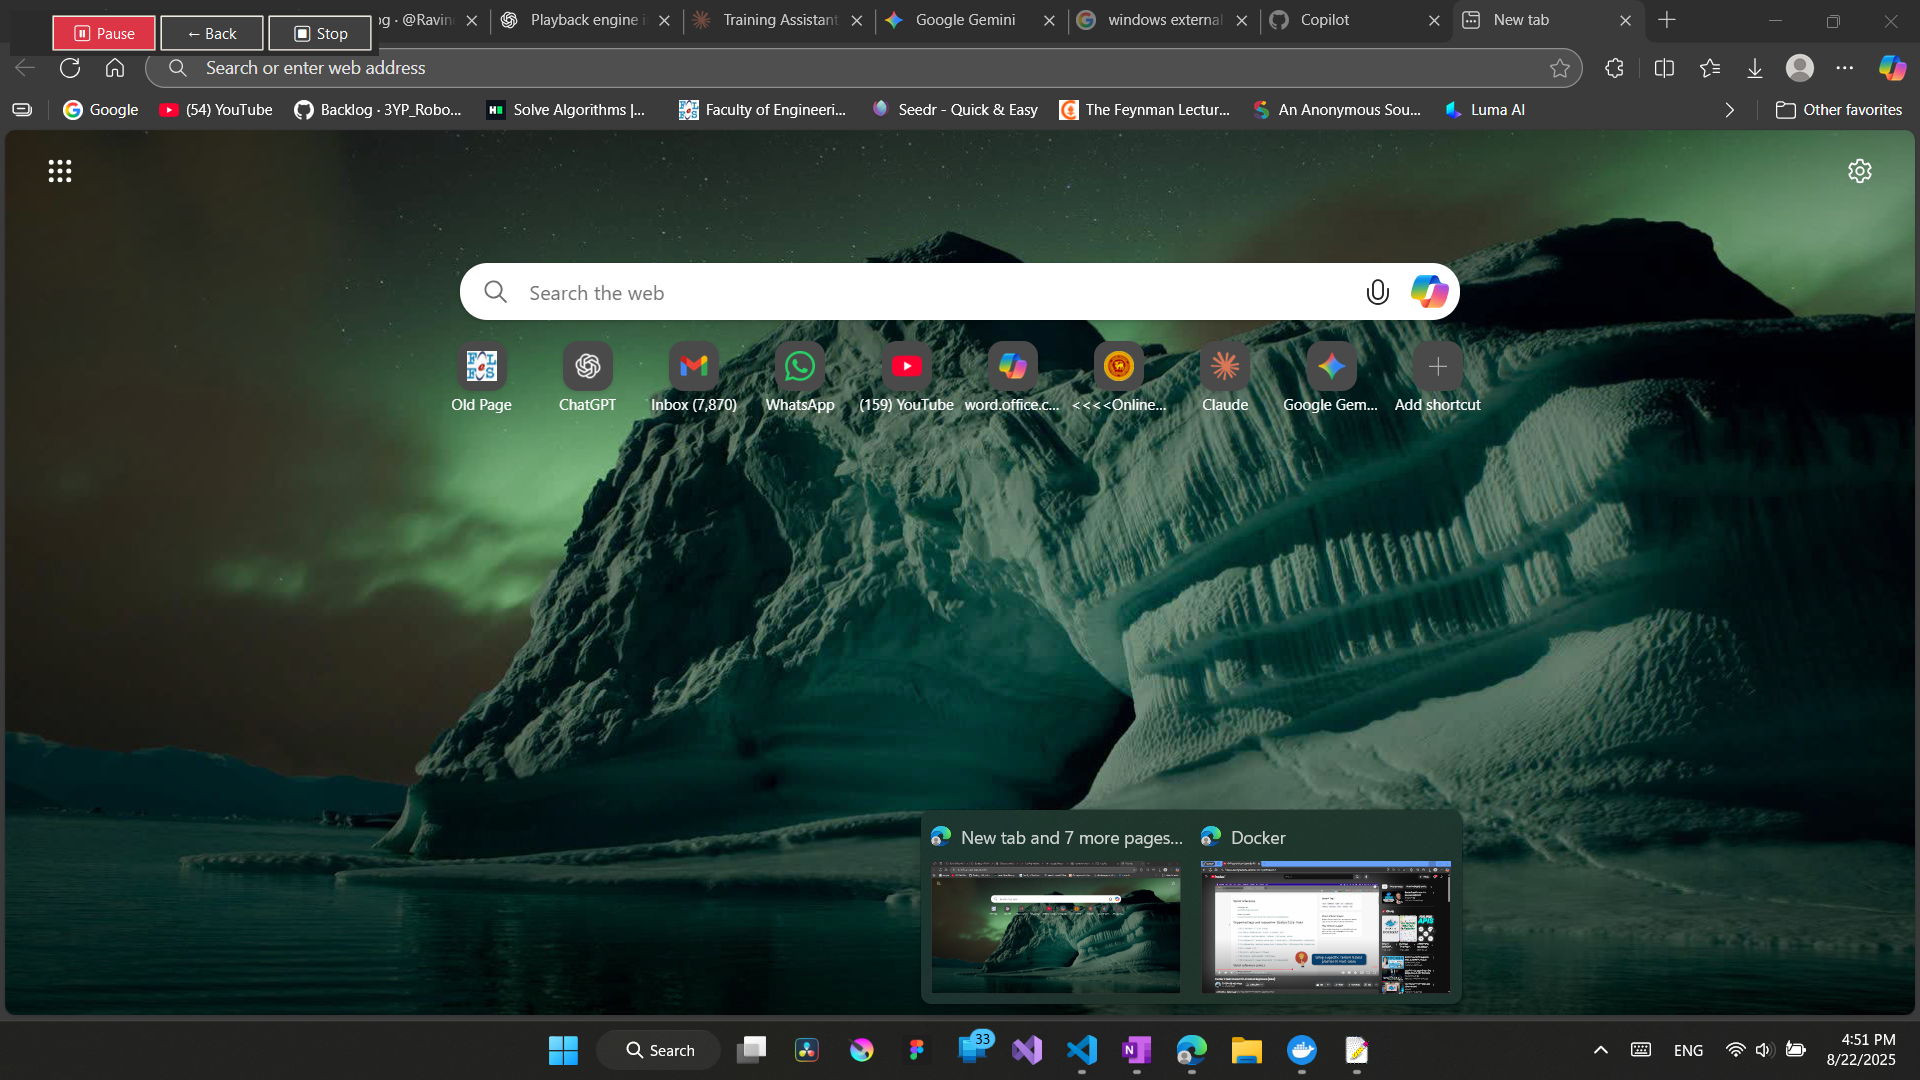 Pause
← Back
Stop
og · @Ravin
Playback engine i
Training Assistant
Google Gemini
windows external
Copilot
New tab
Search or enter web address
Google
(54) YouTube
Backlog · 3YP_Robo...
Solve Algorithms |...
Faculty of Engineeri...
Seedr - Quick & Easy
The Feynman Lectur...
An Anonymous Sou...
Luma AI
Other favorites
Search the web
Old Page
ChatGPT
Inbox (7,870)
WhatsApp
(159) YouTube
word.office.c...
<<<<Online...
Claude
Google Gem...
Add shortcut
New tab and 7 more pages...
Docker
Search
33
ENG
4:51 PM
8/22/2025